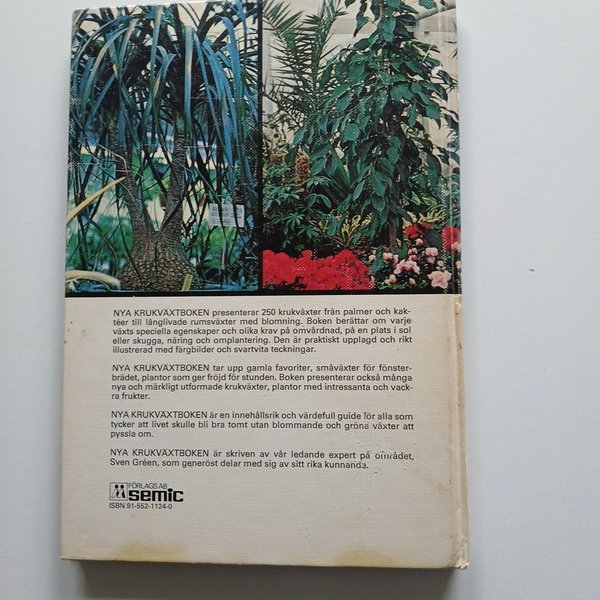 NYA KRUKVÄXTBOKEN presenterar 250 krukväxter från palmer och kak-
téer till långlivade rumsväxter med blomning. Boken berättar om varje
växts speciella egenskaper och olika krav på omvårdnad, på en plats i sol
eller skugga, näring och omplantering. Den är praktiskt upplagd och rikt
illustrerad med färgbilder och svartvita teckningar.
NYA KRUKVÄXTBOKEN tar upp gamla favoriter, småväxter för fönster-
brädet, plantor som ger fröjd för stunden. Boken presenterar också många
nya och märkligt utformade krukväxter, plantor med intressanta och vack-
ra frukter.
NYA KRUKVÄXTBOKEN är en innehållsrik och värdefull guide för alla som
tycker att livet skulle bli bra tomt utan blommande och gröna växter att
pyssla om.
NYA KRUKVÄXTBOKEN är skriven av vår ledande expert på området,
Sven Gréen, som generöst delar med sig av sitt rika kunnande.
FÖRLAGS AB
semic
ISBN 91-552-1124-0